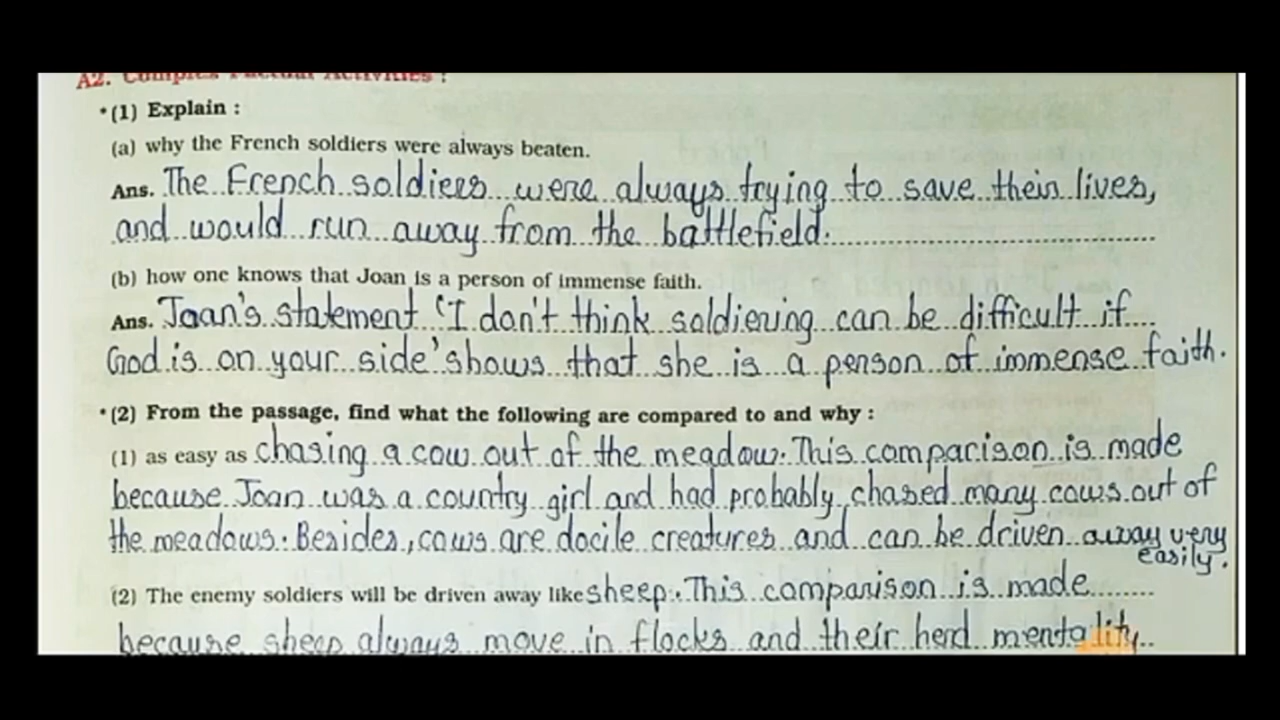 A2. Complex Factual Activities :
*(1) Explain :
(a) why the French soldiers were always beaten.
Ans. The French soldiers were always trying to save their lives,
and would run away from the battlefield.
(b) how one knows that Joan is a person of immense faith.
Ans. Joan's statement 'I don't think soldiering can be difficult if
God is on your side' shows that she is a person of immense faith.
*(2) From the passage, find what the following are compared to and why :
(1) as easy as chasing a cow out of the meadow. This comparison is made
because Joan was a country girl and had probably chased many cows out of
the meadows. Besides, cows are docile creatures and can be driven away very
easily.
(2) The enemy soldiers will be driven away like sheep. This comparison is made
because sheep always move in flocks and their herd mentality